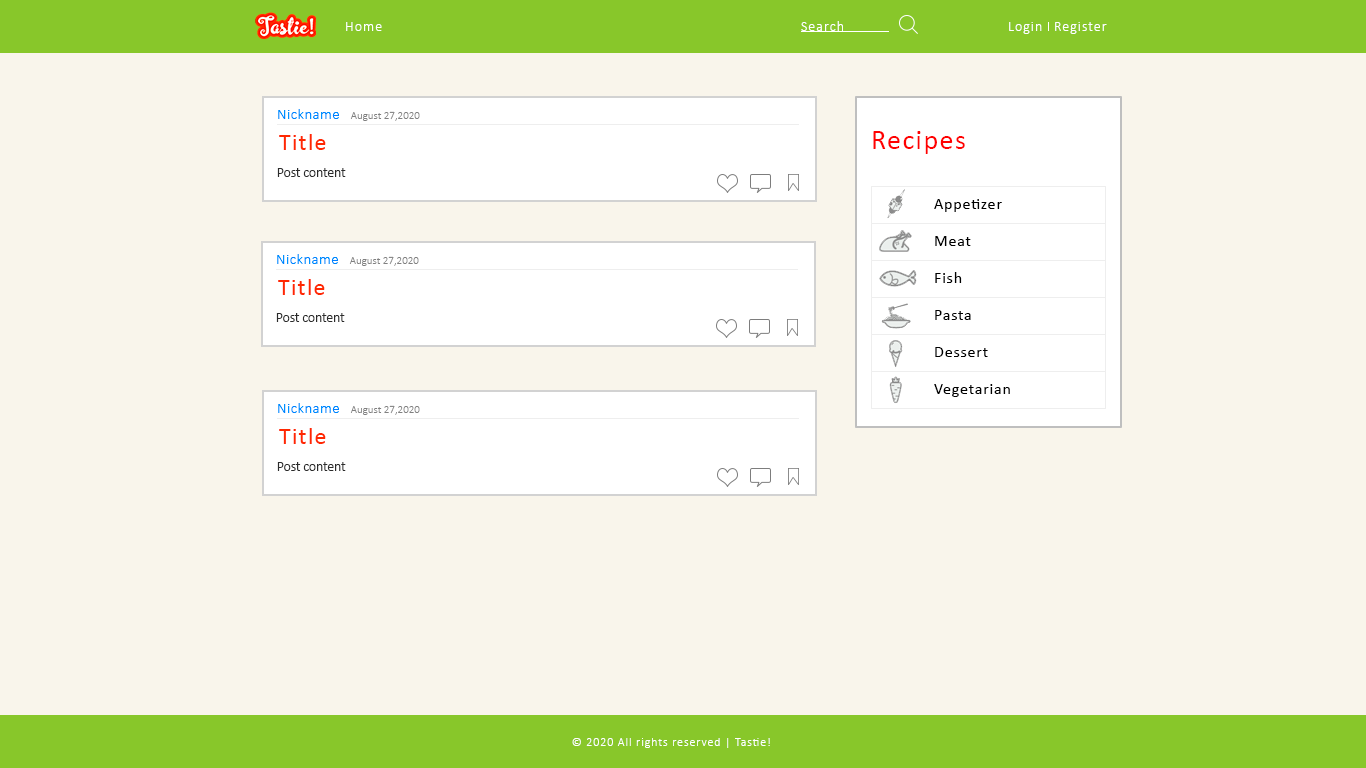 Tastie! Home Search Login I Register
Nickname August 27,2020
Title
Post content
Nickname August 27,2020
Title
Post content
Nickname August 27,2020
Title
Post content
Recipes
Appetizer
Meat
Fish
Pasta
Dessert
Vegetarian
© 2020 All rights reserved | Tastie!